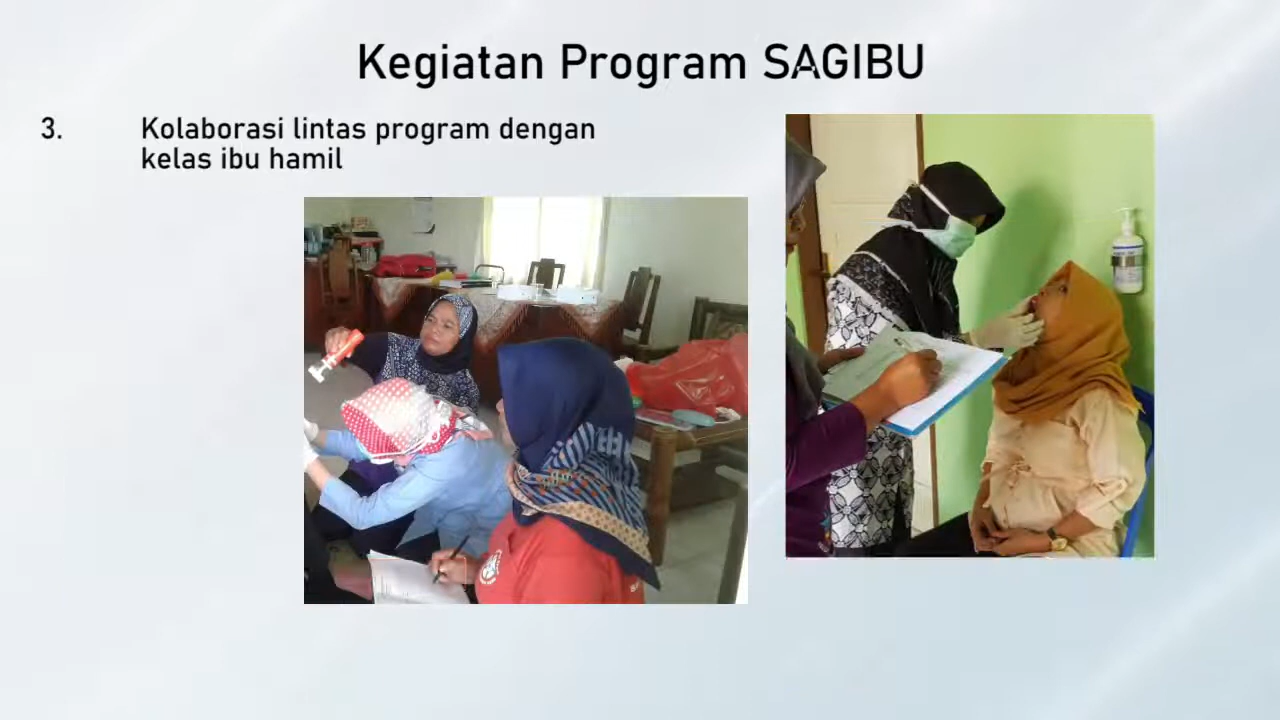 Kegiatan Program SAGIBU
3. Kolaborasi lintas program dengan
kelas ibu hamil